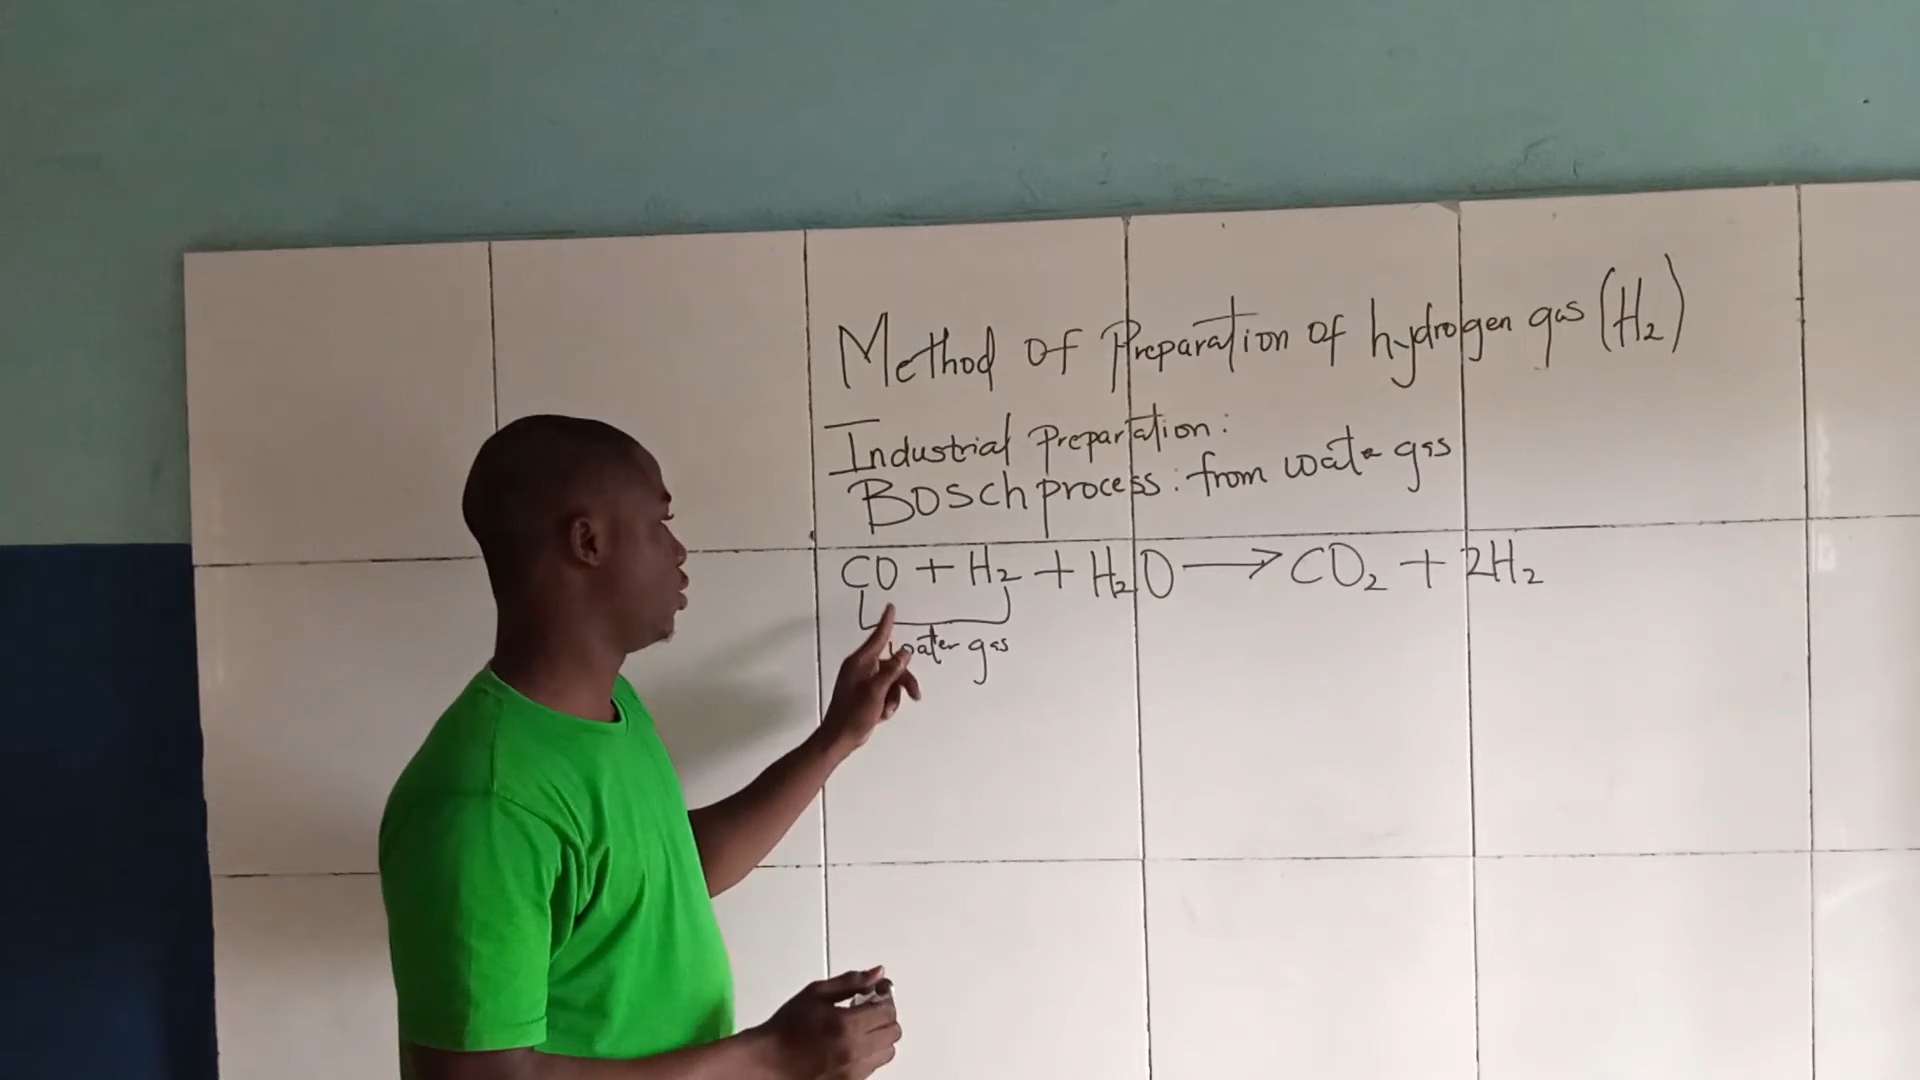 Method of Preparation of hydrogen gas (H₂)
Industrial Prepartation:
Bosch process: from water gas
CO + H₂ + H₂O → CO₂ + 2H₂
water gas